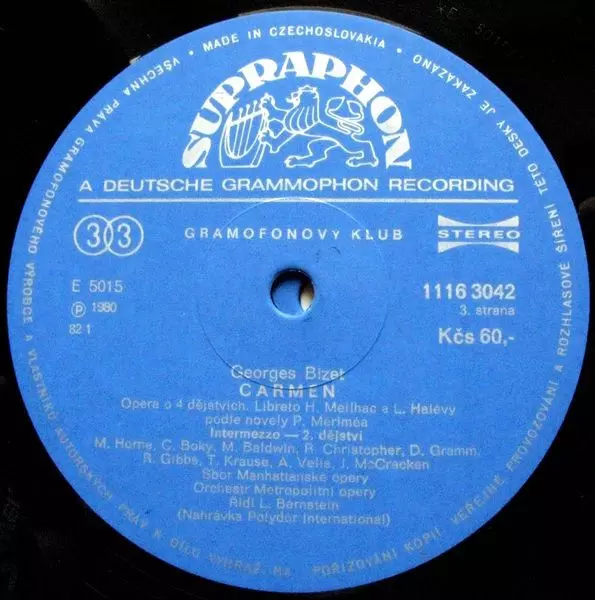 • MADE IN CZECHOSLOVAKIA •
SUPRAPHON
A DEUTSCHE GRAMMOPHON RECORDING
33
GRAMOFONOVÝ KLUB
STEREO
E 5015
1116 3042
Ⓟ 1980
3. strana
82 1
Kčs 60,-
Georges Bizet
CARMEN
Opera o 4 dějstvích. Libreto H. Meilhac a L. Halévy
podle novely P. Mériméa
Intermezzo — 2. dějství
M. Horne, C. Boky, M. Baldwin, R. Christopher, D. Gramm,
R. Gibbs, T. Krause, A. Velis, J. McCracken
Sbor Manhattanské opery
Orchestr Metropolitní opery
Řídí L. Bernstein
(Nahrávka Polydor International)
VŠECHNA PRÁVA GRAMOFONOVÉHO VÝROBCE A VLASTNÍKŮ AUTORSKÝCH PRÁV K DÍLU VYHRAZENA. POŘIZOVÁNÍ KOPIÍ, VEŘEJNÉ PROVOZOVÁNÍ A ROZHLASOVÉ ŠÍŘENÍ TÉTO DESKY JE ZAKÁZÁNO